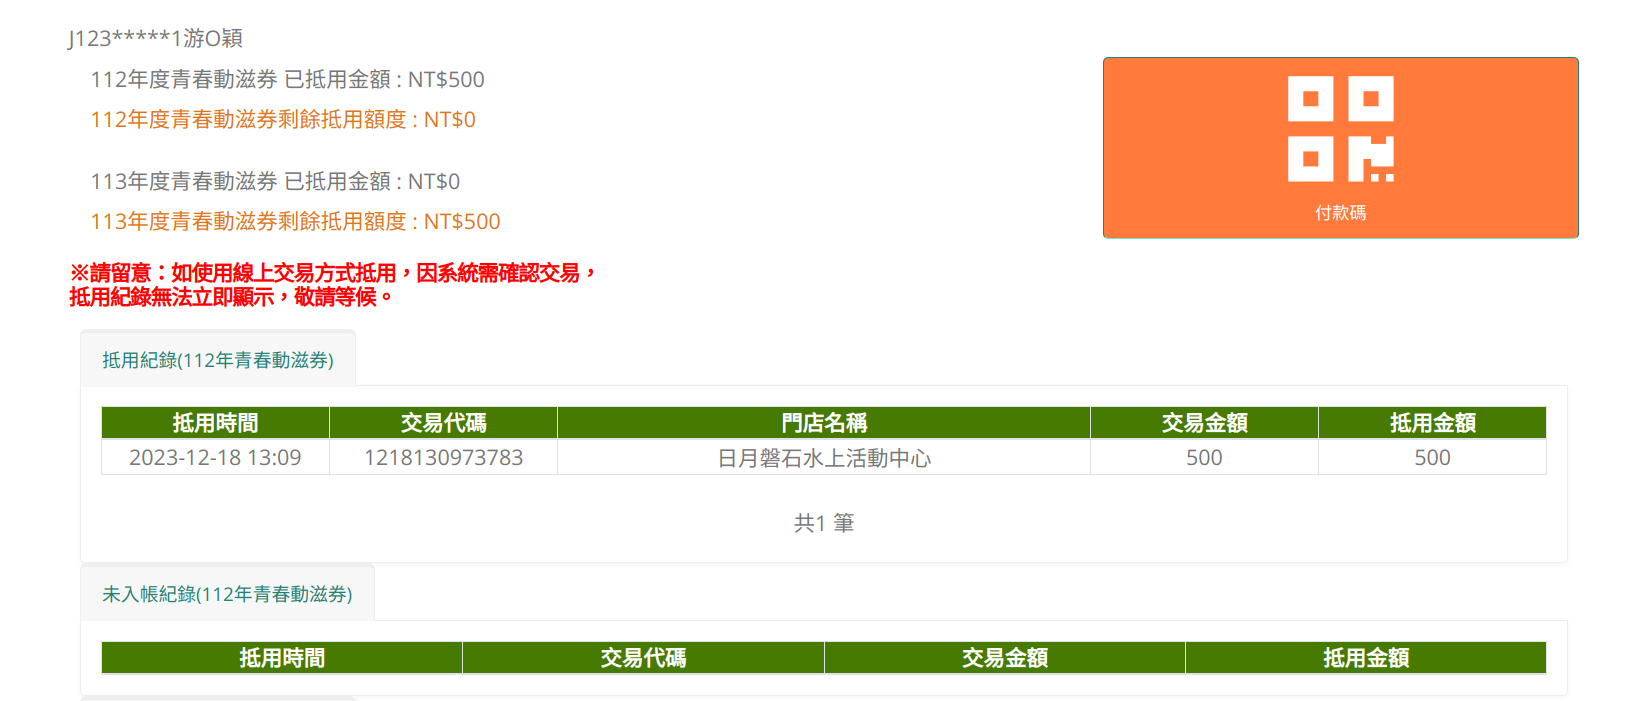 J123*****1游O穎
112年度青春動滋券 已抵用金額 : NT$500
112年度青春動滋券剩餘抵用額度 : NT$0
113年度青春動滋券 已抵用金額 : NT$0
113年度青春動滋券剩餘抵用額度 : NT$500
付款碼
※請留意：如使用線上交易方式抵用，因系統需確認交易，
抵用紀錄無法立即顯示，敬請等候。
抵用紀錄(112年青春動滋券)
抵用時間 交易代碼 門店名稱 交易金額 抵用金額
2023-12-18 13:09 1218130973783 日月磐石水上活動中心 500 500
共1 筆
未入帳紀錄(112年青春動滋券)
抵用時間 交易代碼 交易金額 抵用金額